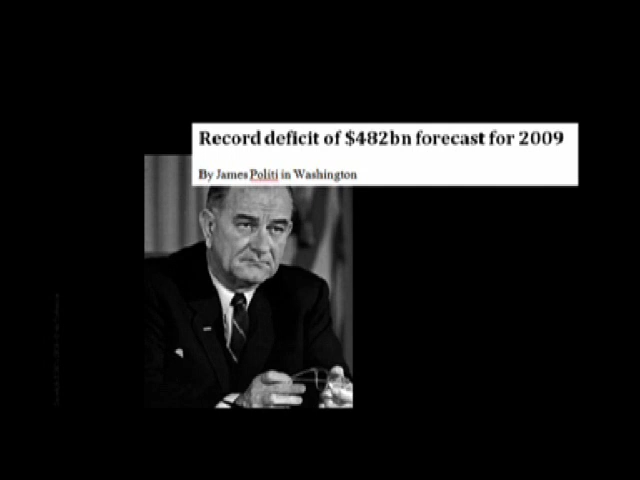 Record deficit of $482bn forecast for 2009
By James Politi in Washington